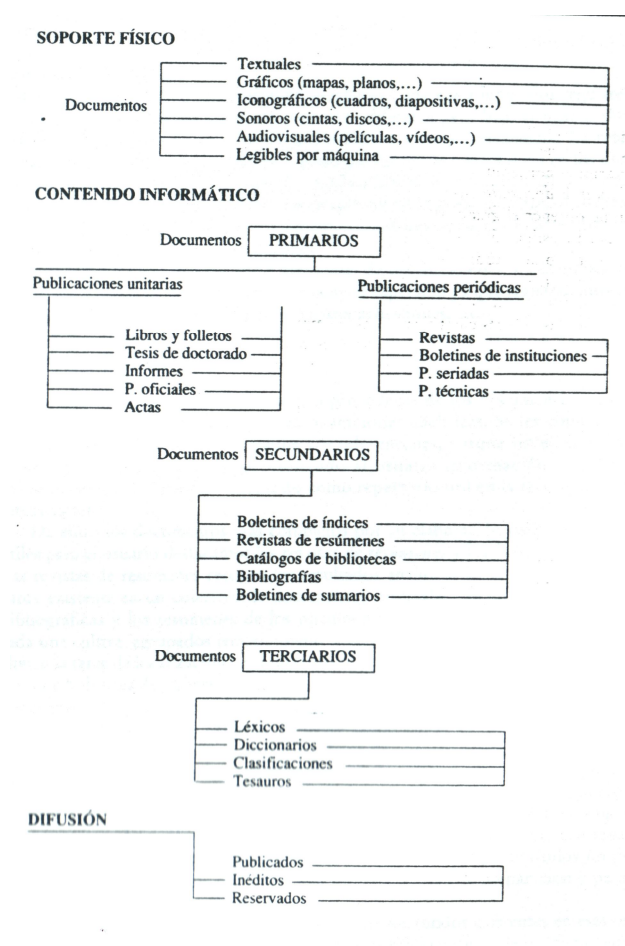 SOPORTE FÍSICO
Documentos
Textuales
Gráficos (mapas, planos,...)
Iconográficos (cuadros, diapositivas,...)
Sonoros (cintas, discos,...)
Audiovisuales (películas, vídeos,...)
Legibles por máquina
CONTENIDO INFORMÁTICO
Documentos PRIMARIOS
Publicaciones unitarias
Libros y folletos
Tesis de doctorado
Informes
P. oficiales
Actas
Publicaciones periódicas
Revistas
Boletines de instituciones
P. seriadas
P. técnicas
Documentos SECUNDARIOS
Boletines de índices
Revistas de resúmenes
Catálogos de bibliotecas
Bibliografías
Boletines de sumarios
Documentos TERCIARIOS
Léxicos
Diccionarios
Clasificaciones
Tesauros
DIFUSIÓN
Publicados
Inéditos
Reservados